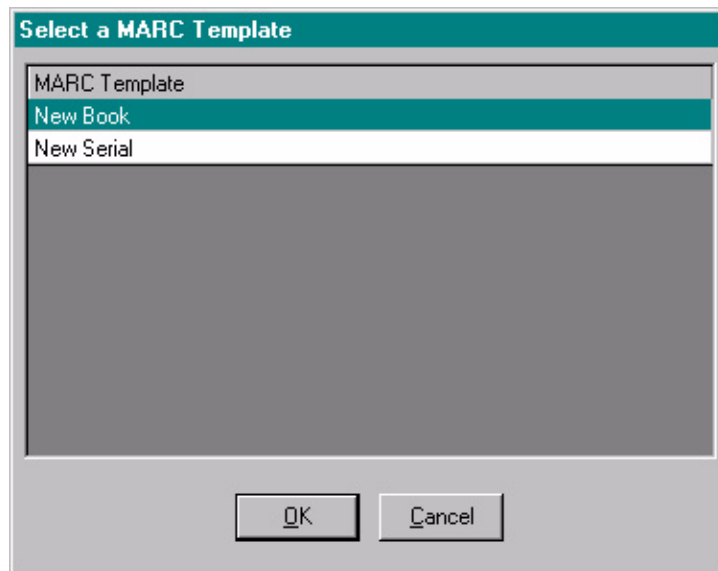 Select a MARC Template
MARC Template
New Book
New Serial
OK
Cancel